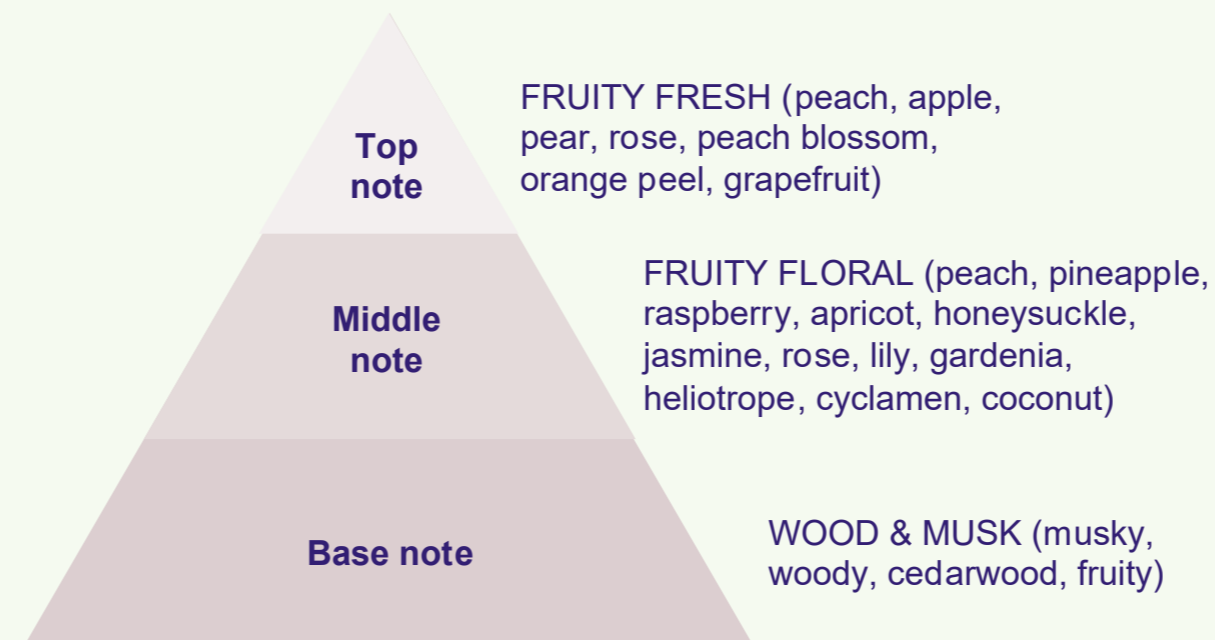 Top
note
FRUITY FRESH (peach, apple,
pear, rose, peach blossom,
orange peel, grapefruit)
Middle
note
FRUITY FLORAL (peach, pineapple,
raspberry, apricot, honeysuckle,
jasmine, rose, lily, gardenia,
heliotrope, cyclamen, coconut)
Base note
WOOD & MUSK (musky,
woody, cedarwood, fruity)